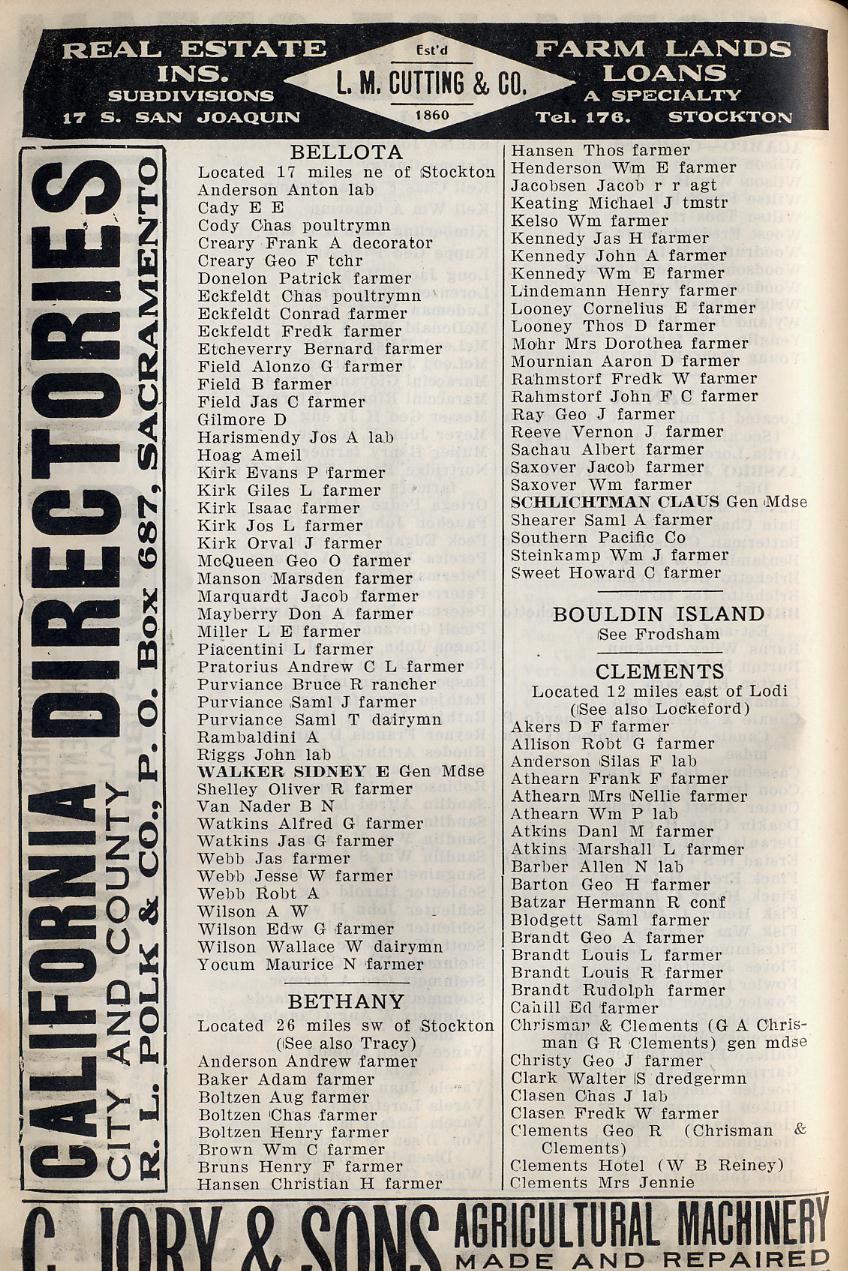 REAL ESTATE
INS.
SUBDIVISIONS
17 S. SAN JOAQUIN
Est'd
L. M. CUTTING & CO.
1860
FARM LANDS
LOANS
A SPECIALTY
Tel. 176. STOCKTON
CALIFORNIA DIRECTORIES
CITY AND COUNTY
R. L. POLK & CO., P. O. Box 687, SACRAMENTO
BELLOTA
Located 17 miles ne of Stockton
Anderson Anton lab
Cady E E
Cody Chas poultrymn
Creary Frank A decorator
Creary Geo F tchr
Donelon Patrick farmer
Eckfeldt Chas poultrymn
Eckfeldt Conrad farmer
Eckfeldt Fredk farmer
Etcheverry Bernard farmer
Field Alonzo G farmer
Field B farmer
Field Jas C farmer
Gilmore D
Harismendy Jos A lab
Hoag Ameil
Kirk Evans P farmer
Kirk Giles L farmer
Kirk Isaac farmer
Kirk Jos L farmer
Kirk Orval J farmer
McQueen Geo O farmer
Manson Marsden farmer
Marquardt Jacob farmer
Mayberry Don A farmer
Miller L E farmer
Piacentini L farmer
Pratorius Andrew C L farmer
Purviance Bruce R rancher
Purviance Saml J farmer
Purviance Saml T dairymn
Rambaldini A
Riggs John lab
WALKER SIDNEY E Gen Mdse
Shelley Oliver R farmer
Van Nader B N
Watkins Alfred G farmer
Watkins Jas G farmer
Webb Jas farmer
Webb Jesse W farmer
Webb Robt A
Wilson A W
Wilson Edw G farmer
Wilson Wallace W dairymn
Yocum Maurice N farmer
BETHANY
Located 26 miles sw of Stockton
(See also Tracy)
Anderson Andrew farmer
Baker Adam farmer
Boltzen Aug farmer
Boltzen Chas farmer
Boltzen Henry farmer
Brown Wm C farmer
Bruns Henry F farmer
Hansen Christian H farmer
Hansen Thos farmer
Henderson Wm E farmer
Jacobsen Jacob r r agt
Keating Michael J tmstr
Kelso Wm farmer
Kennedy Jas H farmer
Kennedy John A farmer
Kennedy Wm E farmer
Lindemann Henry farmer
Looney Cornelius E farmer
Looney Thos D farmer
Mohr Mrs Dorothea farmer
Mournian Aaron D farmer
Rahmstorf Fredk W farmer
Rahmstorf John F C farmer
Ray Geo J farmer
Reeve Vernon J farmer
Sachau Albert farmer
Saxover Jacob farmer
Saxover Wm farmer
SCHLICHTMAN CLAUS Gen Mdse
Shearer Saml A farmer
Southern Pacific Co
Steinkamp Wm J farmer
Sweet Howard C farmer
BOULDIN ISLAND
See Frodsham
CLEMENTS
Located 12 miles east of Lodi
(See also Lockeford)
Akers D F farmer
Allison Robt G farmer
Anderson Silas F lab
Athearn Frank F farmer
Athearn Mrs Nellie farmer
Athearn Wm P lab
Atkins Danl M farmer
Atkins Marshall L farmer
Barber Allen N lab
Barton Geo H farmer
Batzar Hermann R conf
Blodgett Saml farmer
Brandt Geo A farmer
Brandt Louis L farmer
Brandt Louis R farmer
Brandt Rudolph farmer
Cahill Ed farmer
Chrisman & Clements (G A Chris-
man G R Clements) gen mdse
Christy Geo J farmer
Clark Walter S dredgermn
Clasen Chas J lab
Clasen Fredk W farmer
Clements Geo R (Chrisman &
Clements)
Clements Hotel (W B Reiney)
Clements Mrs Jennie
C. JORY & SONS AGRICULTURAL MACHINERY
MADE AND REPAIRED